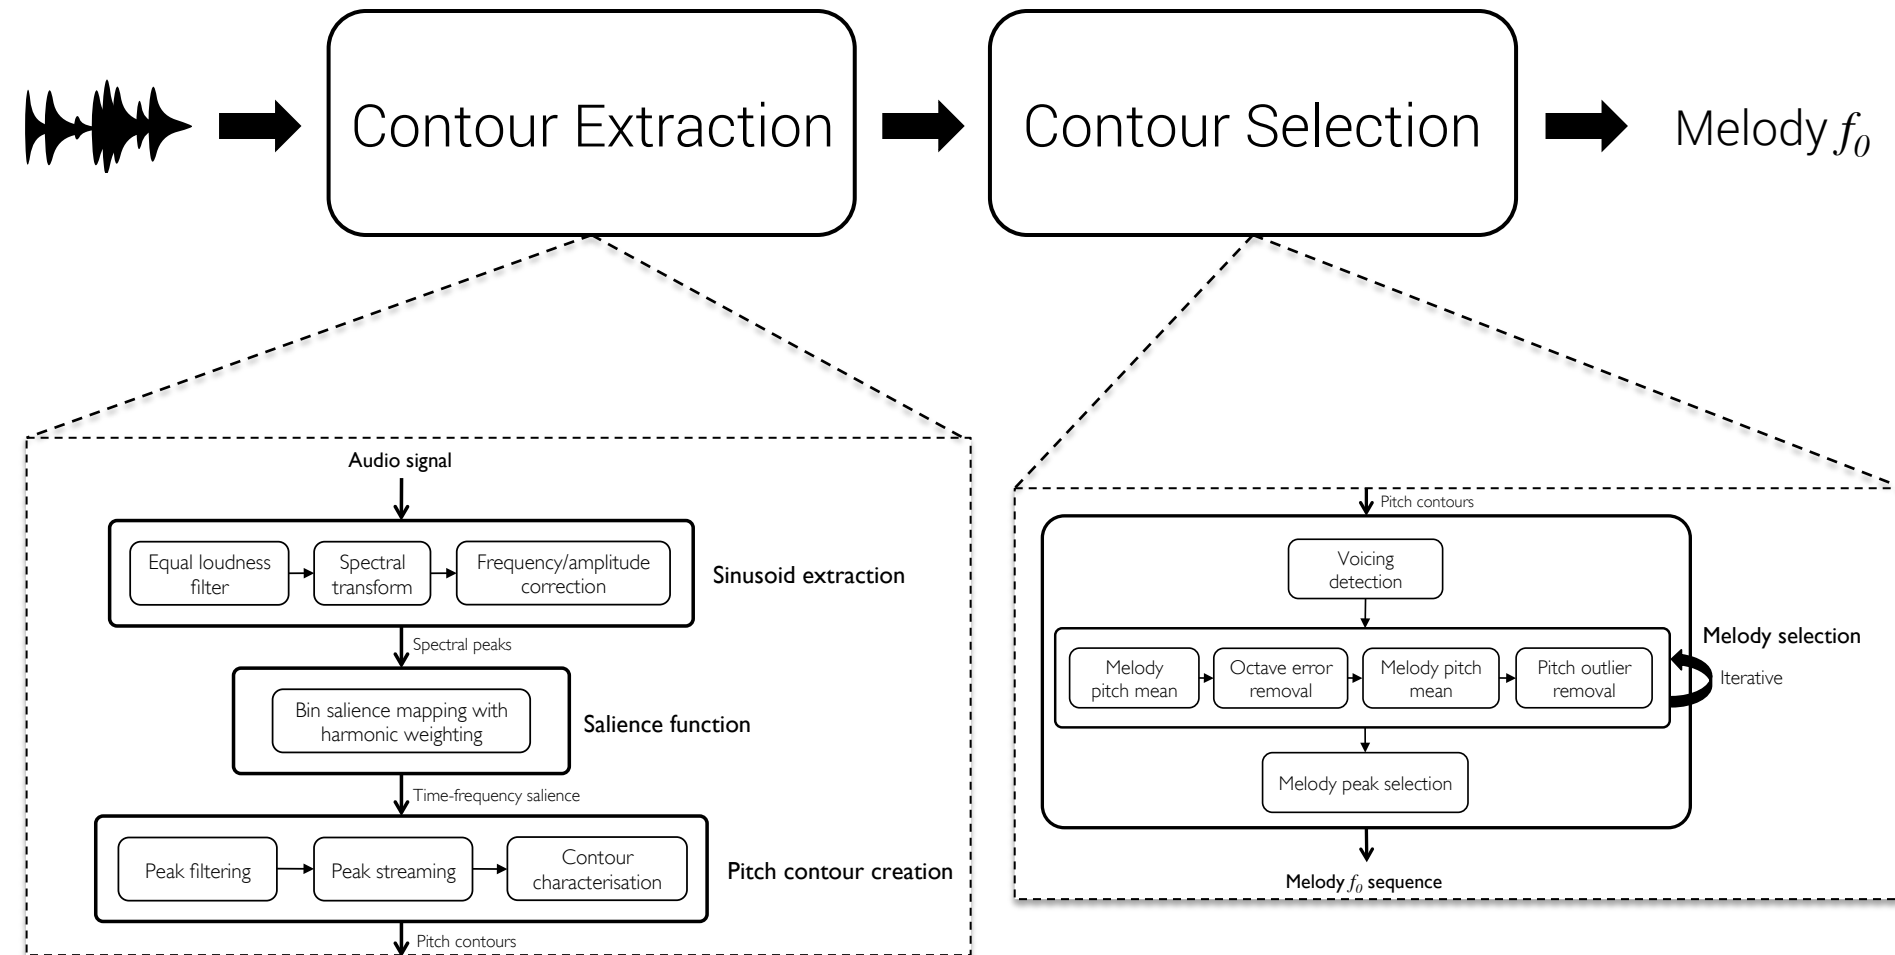 Contour Extraction
Contour Selection
Melody f₀
Audio signal
Equal loudness
filter
Spectral
transform
Frequency/amplitude
correction
Sinusoid extraction
Spectral peaks
Bin salience mapping with
harmonic weighting
Salience function
Time-frequency salience
Peak filtering
Peak streaming
Contour
characterisation
Pitch contour creation
Pitch contours
Pitch contours
Voicing
detection
Melody selection
Melody
pitch mean
Octave error
removal
Melody pitch
mean
Pitch outlier
removal
Iterative
Melody peak selection
Melody f₀ sequence